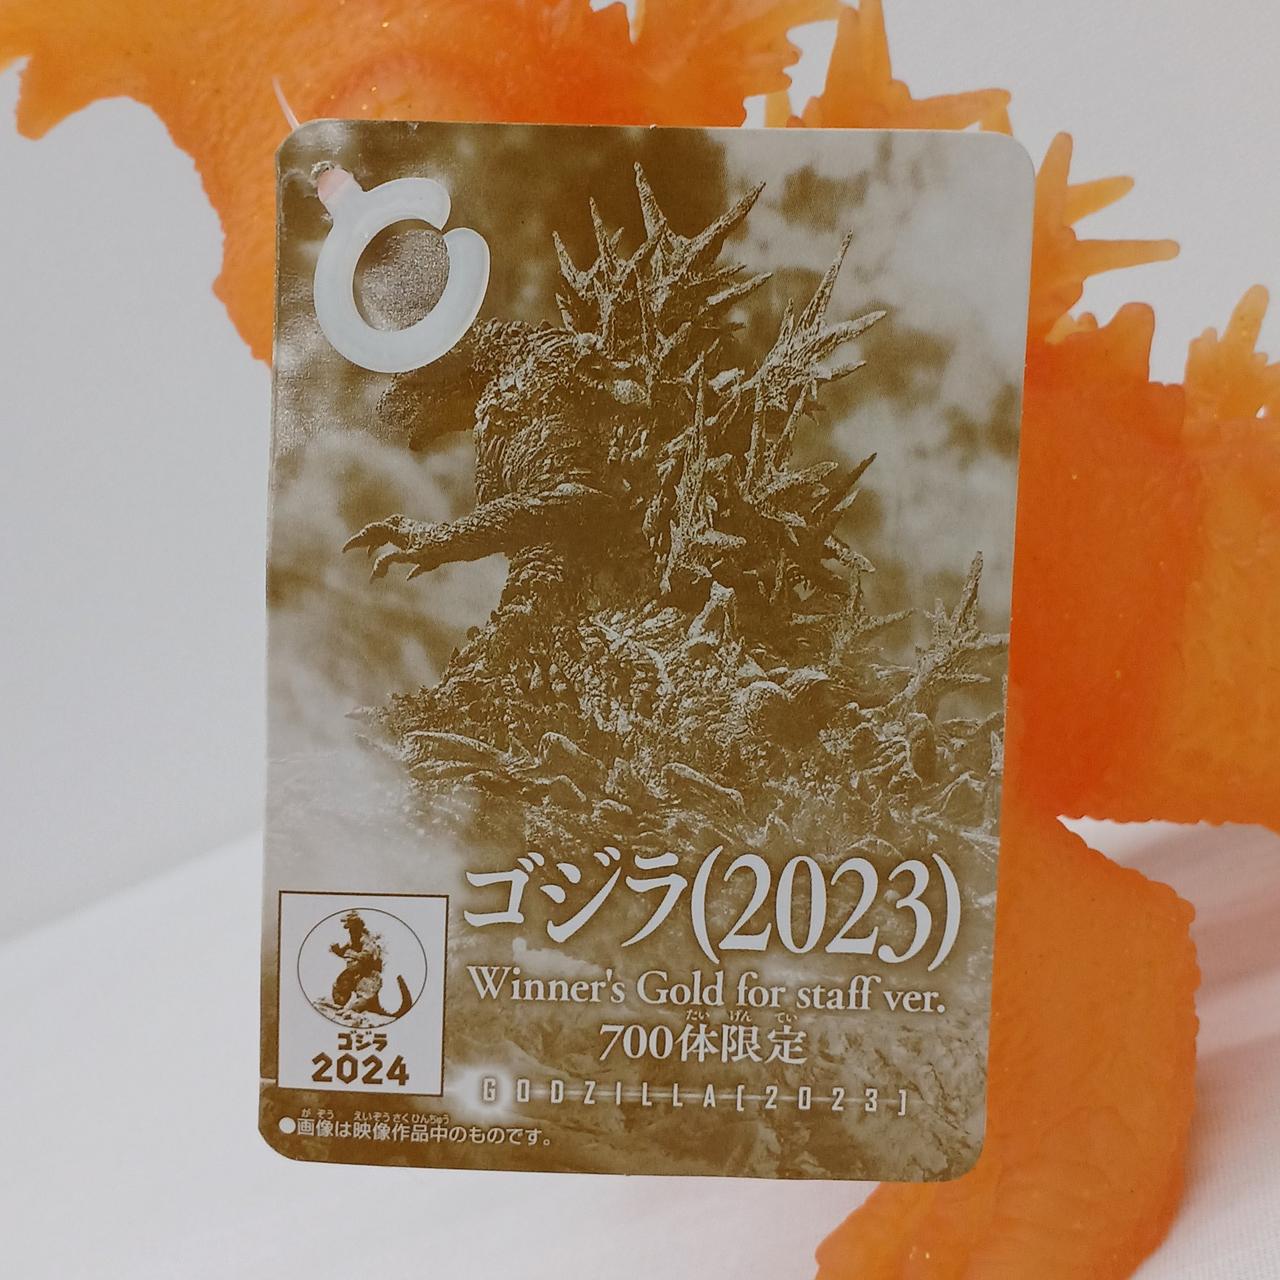 ゴジラ(2023)
Winner's Gold for staff ver.
たい げん てい
700体限定
GODZILLA[2023]
ゴジラ
2024
がぞう えいぞうさくひんちゅう
●画像は映像作品中のものです。